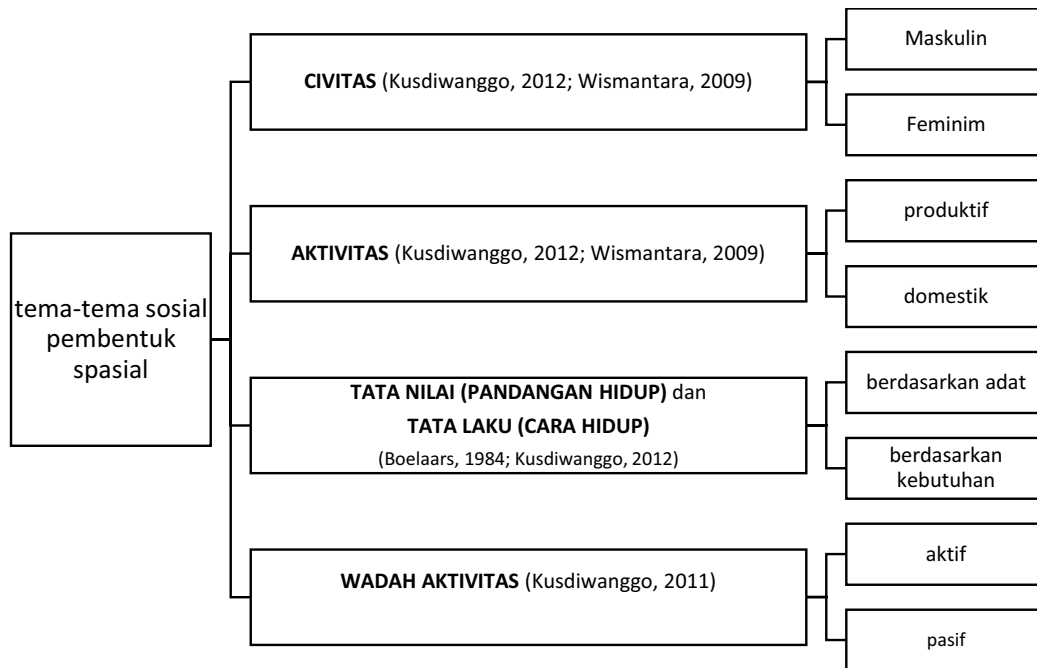 tema-tema sosial
pembentuk
spasial
CIVITAS (Kusdiwanggo, 2012; Wismantara, 2009)
Maskulin
Feminim
AKTIVITAS (Kusdiwanggo, 2012; Wismantara, 2009)
produktif
domestik
TATA NILAI (PANDANGAN HIDUP) dan
TATA LAKU (CARA HIDUP)
(Boelaars, 1984; Kusdiwanggo, 2012)
berdasarkan adat
berdasarkan
kebutuhan
WADAH AKTIVITAS (Kusdiwanggo, 2011)
aktif
pasif